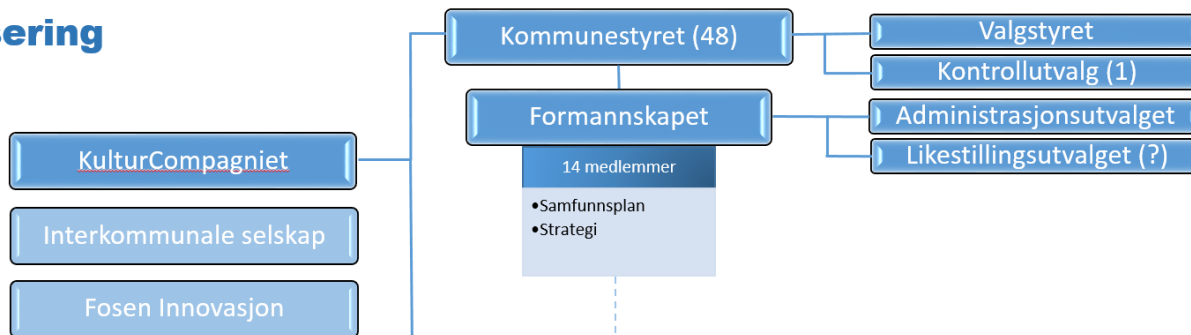 sering
Kommunestyret (48)
Valgstyret
Kontrollutvalg (1)
Formannskapet
Administrasjonsutvalget
Likestillingsutvalget (?)
14 medlemmer
•Samfunnsplan
•Strategi
KulturCompagniet
Interkommunale selskap
Fosen Innovasjon